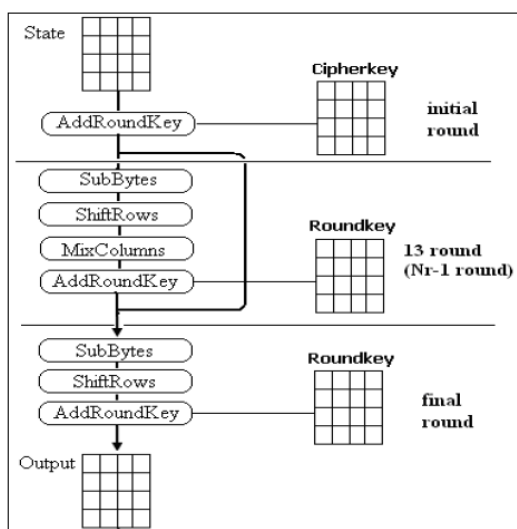 State
Cipherkey
AddRoundKey
initial
round
SubBytes
ShiftRows
MixColumns
AddRoundKey
Roundkey
13 round
(Nr-1 round)
SubBytes
ShiftRows
AddRoundKey
Roundkey
final
round
Output